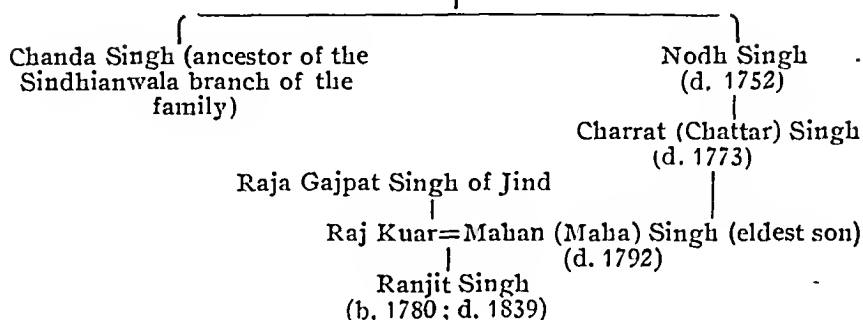 Chanda Singh (ancestor of the
Sindhianwala branch of the
family)
Nodh Singh
(d. 1752)
Charrat (Chattar) Singh
(d. 1773)
Raja Gajpat Singh of Jind
Raj Kuar=Mahan (Maha) Singh (eldest son)
(d. 1792)
Ranjit Singh
(b. 1780; d. 1839)